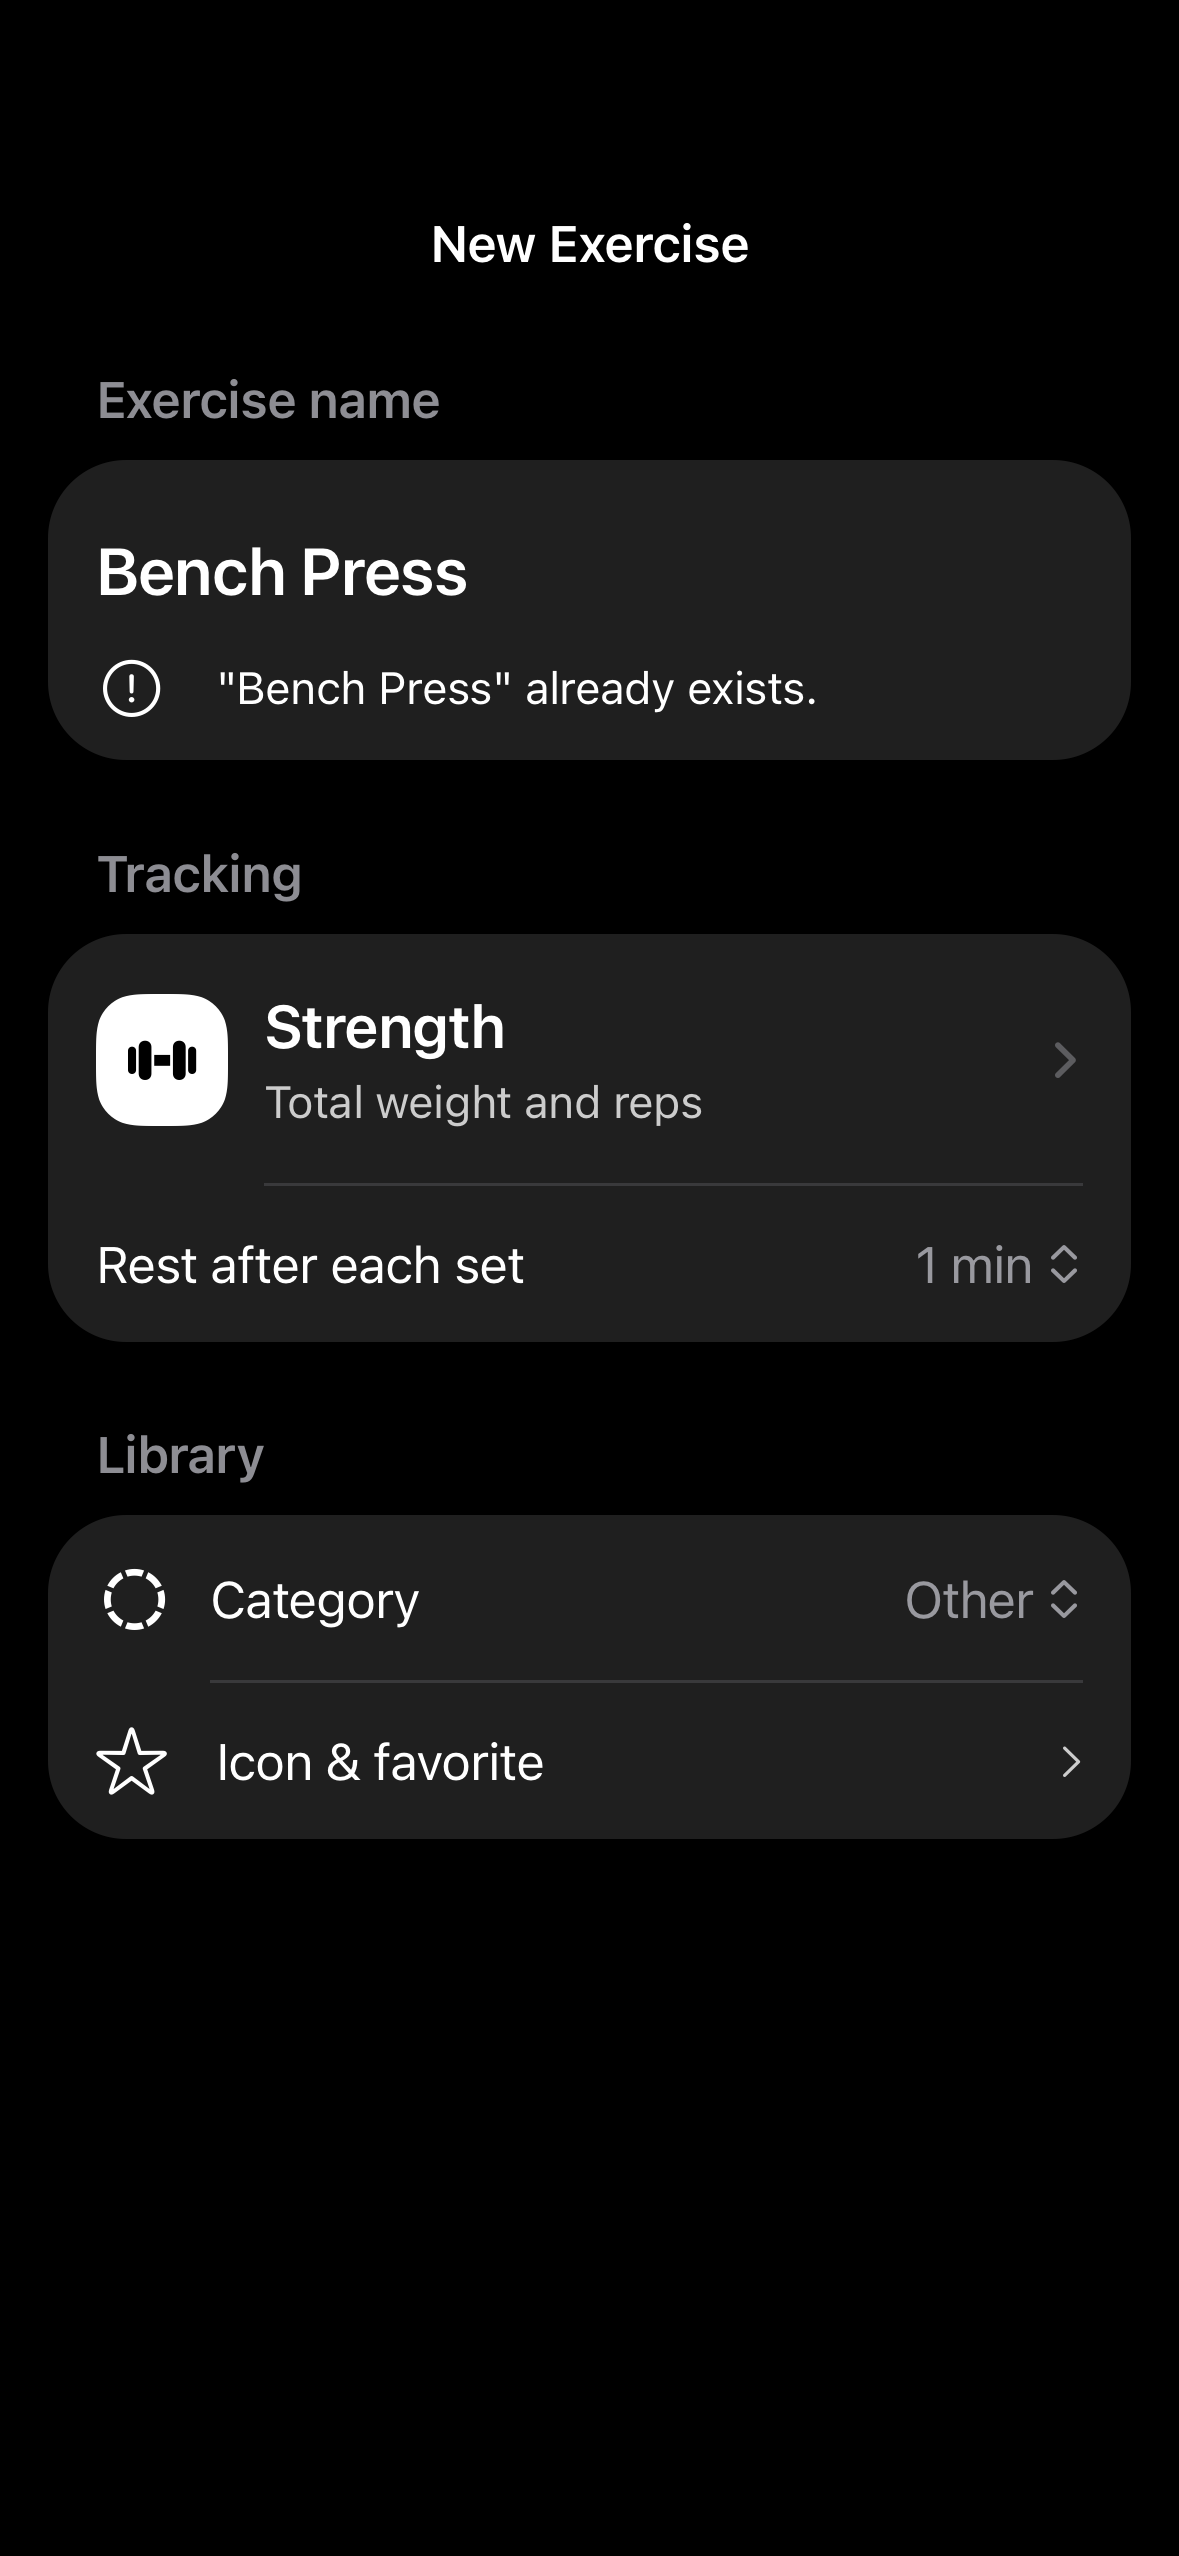 New Exercise
Exercise name
Bench Press
"Bench Press" already exists.
Tracking
Strength
Total weight and reps
Rest after each set 1 min
Library
Category Other
Icon & favorite